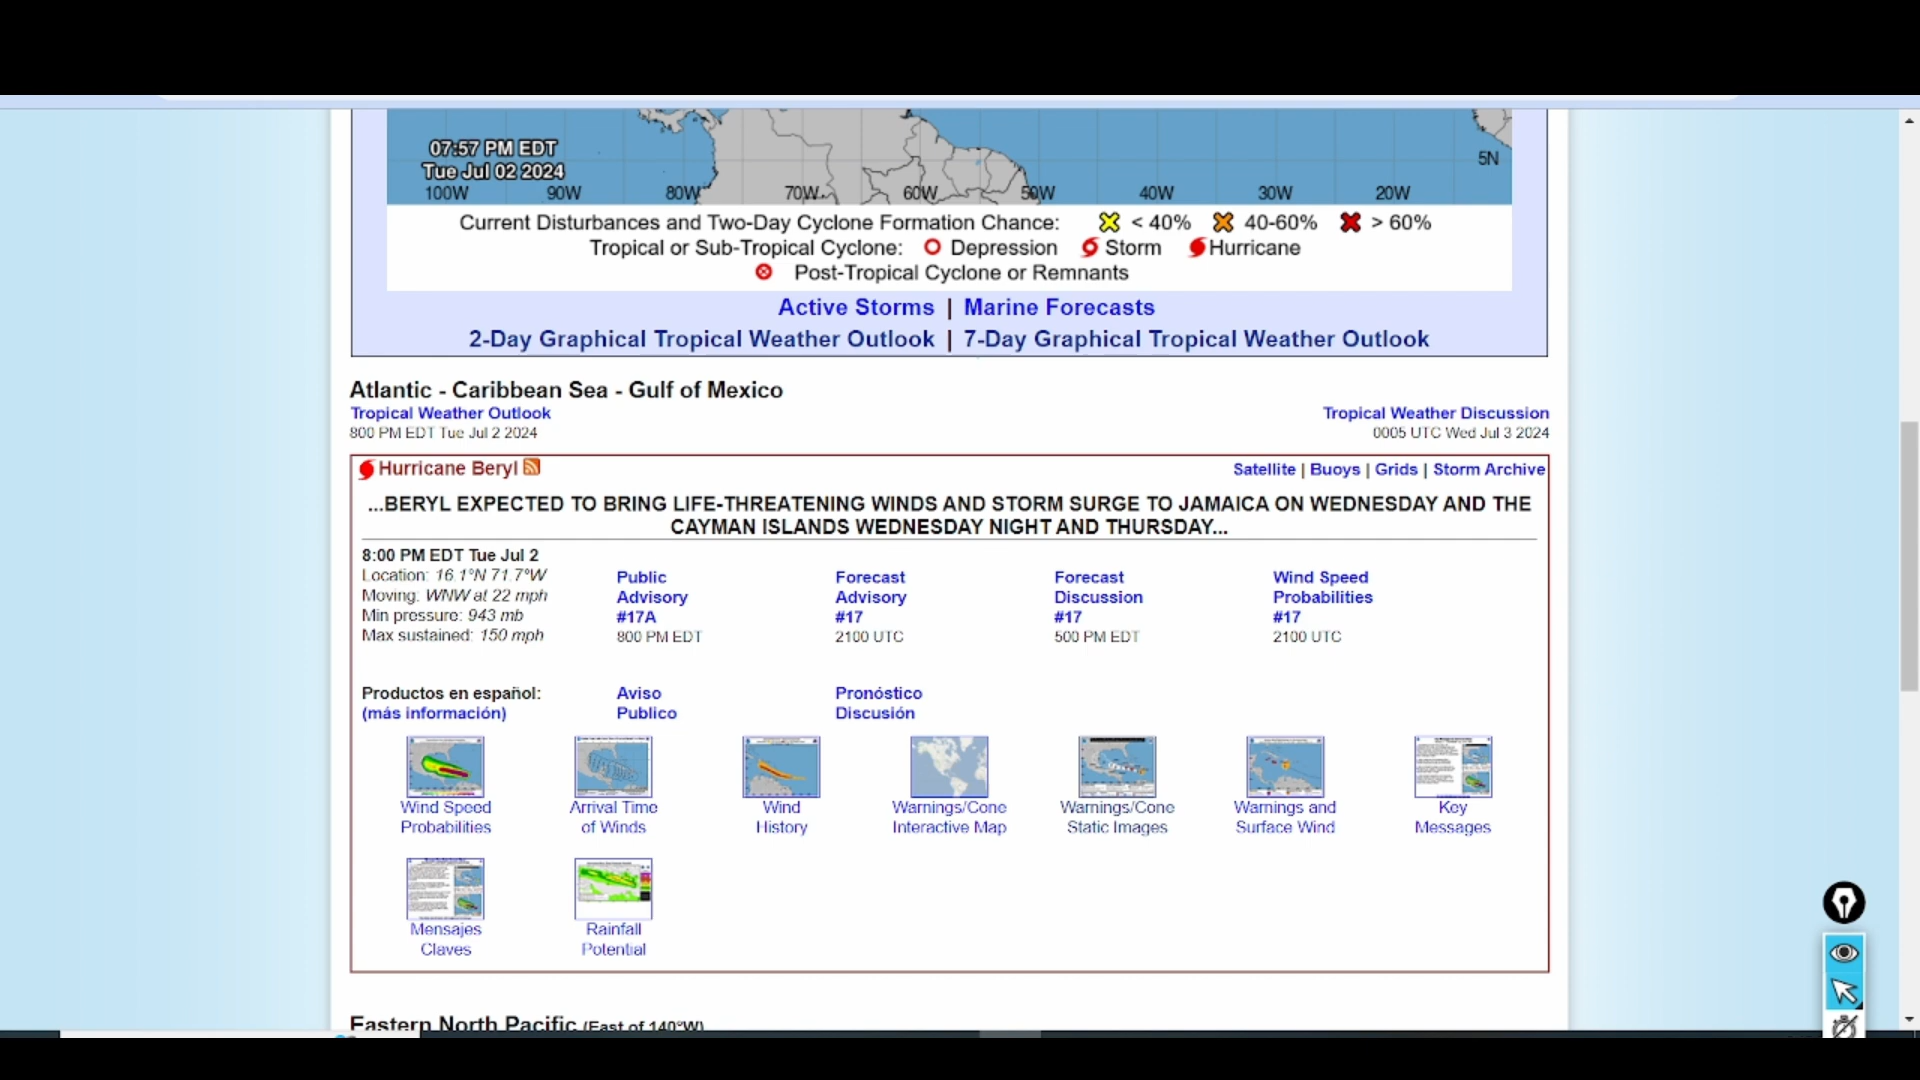 07:57 PM EDT
Tue Jul 02 2024
5N
100W 90W 80W 70W 60W 50W 40W 30W 20W
Current Disturbances and Two-Day Cyclone Formation Chance: < 40% 40-60% > 60%
Tropical or Sub-Tropical Cyclone: Depression Storm Hurricane
Post-Tropical Cyclone or Remnants
Active Storms | Marine Forecasts
2-Day Graphical Tropical Weather Outlook | 7-Day Graphical Tropical Weather Outlook
Atlantic - Caribbean Sea - Gulf of Mexico
Tropical Weather Outlook
800 PM EDT Tue Jul 2 2024
Tropical Weather Discussion
0005 UTC Wed Jul 3 2024
Hurricane Beryl
Satellite | Buoys | Grids | Storm Archive
...BERYL EXPECTED TO BRING LIFE-THREATENING WINDS AND STORM SURGE TO JAMAICA ON WEDNESDAY AND THE
CAYMAN ISLANDS WEDNESDAY NIGHT AND THURSDAY...
8:00 PM EDT Tue Jul 2
Location: 16.1°N 71.7°W
Moving: WNW at 22 mph
Min pressure: 943 mb
Max sustained: 150 mph
Public
Advisory
#17A
800 PM EDT
Forecast
Advisory
#17
2100 UTC
Forecast
Discussion
#17
500 PM EDT
Wind Speed
Probabilities
#17
2100 UTC
Productos en español:
(más información)
Aviso
Publico
Pronóstico
Discusión
Wind Speed
Probabilities
Arrival Time
of Winds
Wind
History
Warnings/Cone
Interactive Map
Warnings/Cone
Static Images
Warnings and
Surface Wind
Key
Messages
Mensajes
Claves
Rainfall
Potential
Eastern North Pacific (East of 140°W)